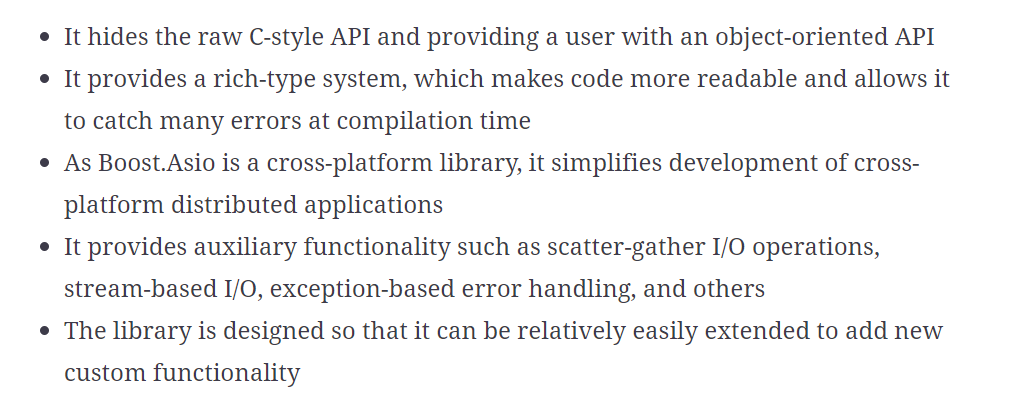 • It hides the raw C-style API and providing a user with an object-oriented API
• It provides a rich-type system, which makes code more readable and allows it
to catch many errors at compilation time
• As Boost.Asio is a cross-platform library, it simplifies development of cross-
platform distributed applications
• It provides auxiliary functionality such as scatter-gather I/O operations,
stream-based I/O, exception-based error handling, and others
• The library is designed so that it can be relatively easily extended to add new
custom functionality